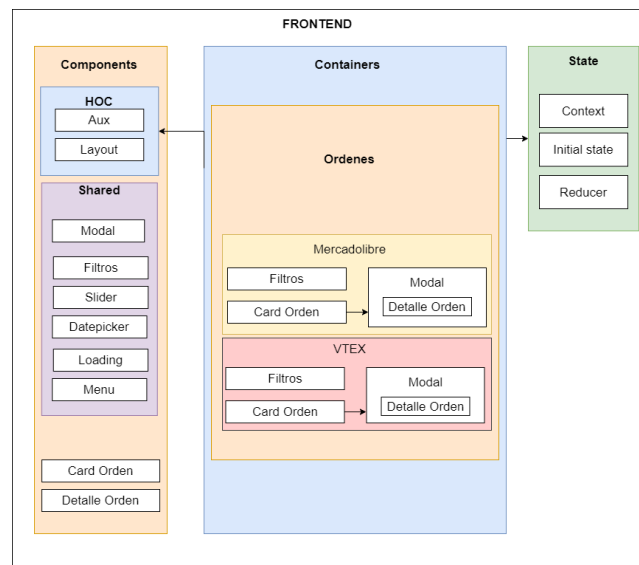 FRONTEND
Components
HOC
Aux
Layout
Shared
Modal
Filtros
Slider
Datepicker
Loading
Menu
Card Orden
Detalle Orden
Containers
Ordenes
Mercadolibre
Filtros
Card Orden
Modal
Detalle Orden
VTEX
Filtros
Card Orden
Modal
Detalle Orden
State
Context
Initial state
Reducer